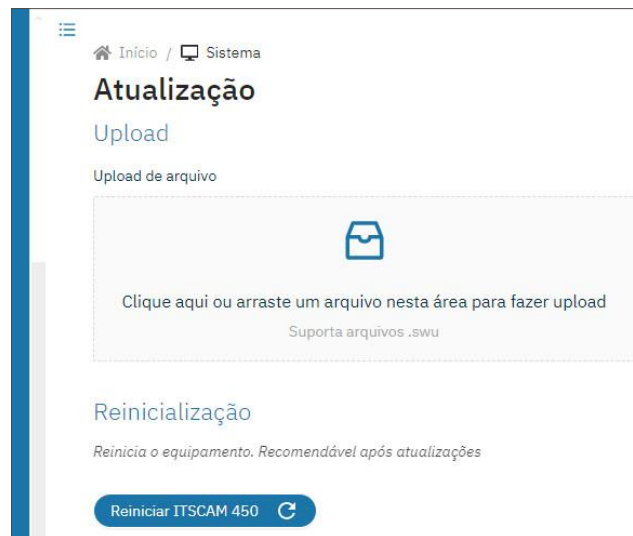 Início / Sistema
Atualização
Upload
Upload de arquivo
Clique aqui ou arraste um arquivo nesta área para fazer upload
Suporta arquivos .swu
Reinicialização
Reinicia o equipamento. Recomendável após atualizações
Reiniciar ITSCAM 450